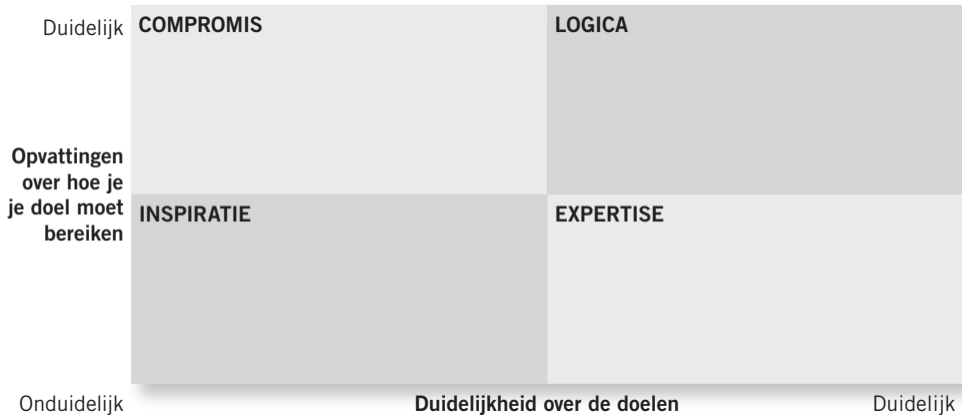 Duidelijk
COMPROMIS
LOGICA
Opvattingen
over hoe je
je doel moet
bereiken
INSPIRATIE
EXPERTISE
Onduidelijk
Duidelijkheid over de doelen
Duidelijk